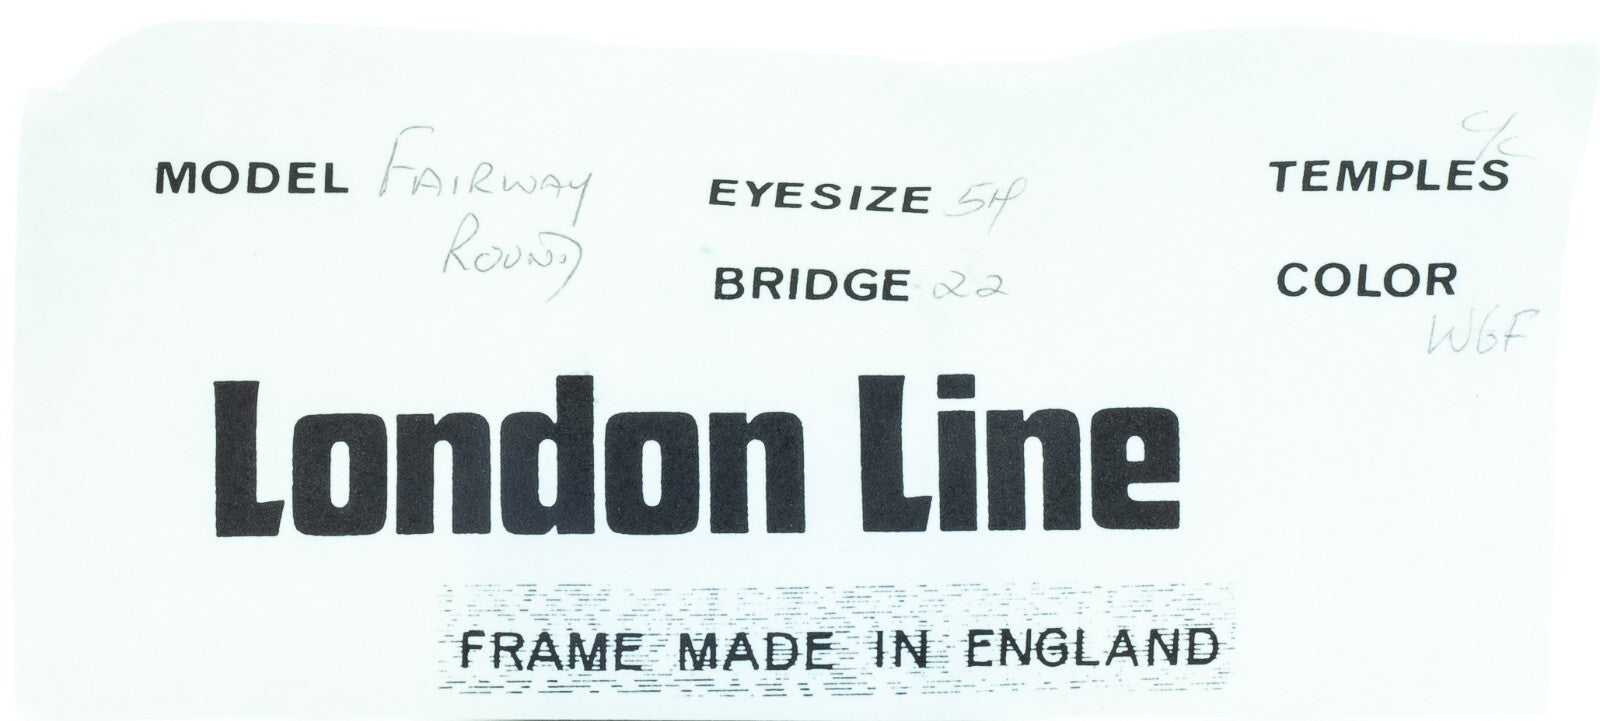 MODEL FAIRWAY ROUND
EYESIZE 54
BRIDGE 22
TEMPLES C/C
COLOR WGF
London Line
FRAME MADE IN ENGLAND